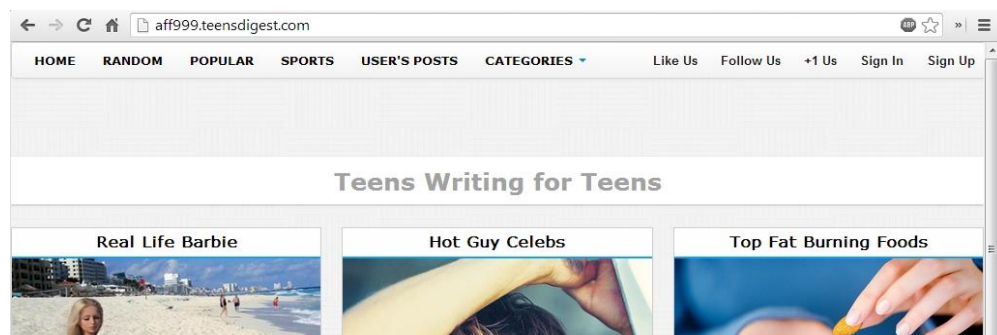 aff999.teensdigest.com
ABP
»
HOME RANDOM POPULAR SPORTS USER'S POSTS CATEGORIES Like Us Follow Us +1 Us Sign In Sign Up
Teens Writing for Teens
Real Life Barbie Hot Guy Celebs Top Fat Burning Foods